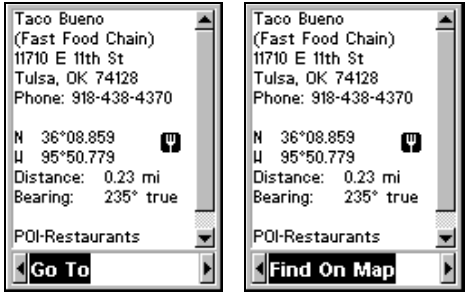 Taco Bueno
(Fast Food Chain)
11710 E 11th St
Tulsa, OK 74128
Phone: 918-438-4370
N 36°08.859
W 95°50.779
Distance: 0.23 mi
Bearing: 235° true
POI-Restaurants
Go To
Taco Bueno
(Fast Food Chain)
11710 E 11th St
Tulsa, OK 74128
Phone: 918-438-4370
N 36°08.859
W 95°50.779
Distance: 0.23 mi
Bearing: 235° true
POI-Restaurants
Find On Map